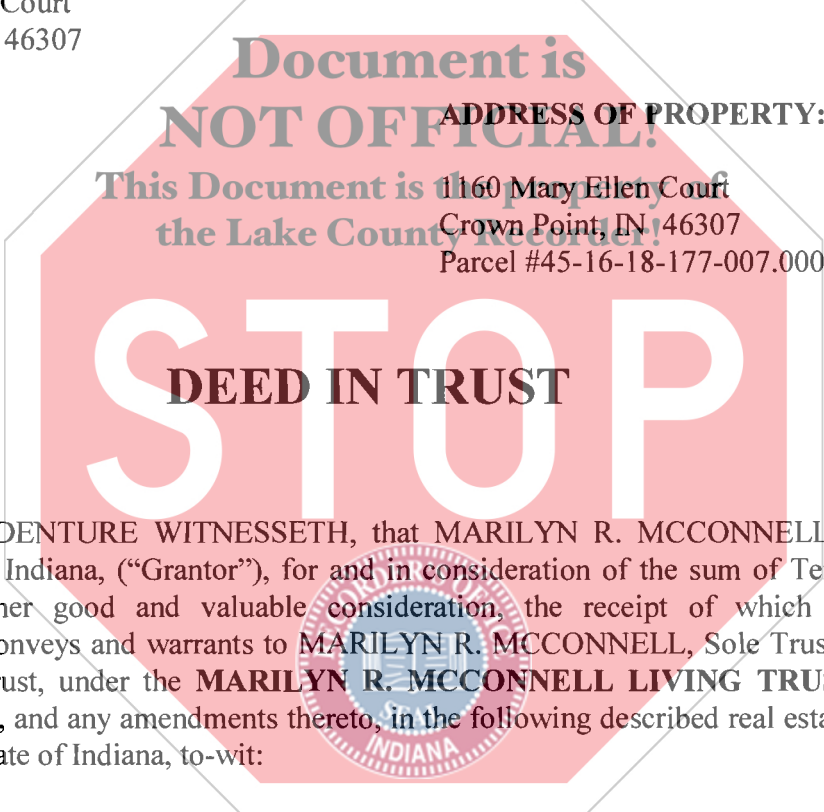 Court
46307
Document is
NOT OFFICIAL!
This Document is the property of
the Lake County Recorder!
ADDRESS OF PROPERTY:
1160 Mary Ellen Court
Crown Point, IN 46307
Parcel #45-16-18-177-007.000
STOP
DEED IN TRUST
DENTURE WITNESSETH, that MARILYN R. MCCONNELL
Indiana, (“Grantor”), for and in consideration of the sum of Te
her good and valuable consideration, the receipt of which
onveys and warrants to MARILYN R. MCCONNELL, Sole Trus
rust, under the MARILYN R. MCCONNELL LIVING TRUS
, and any amendments thereto, in the following described real esta
ate of Indiana, to-wit:
SEAL
INDIANA